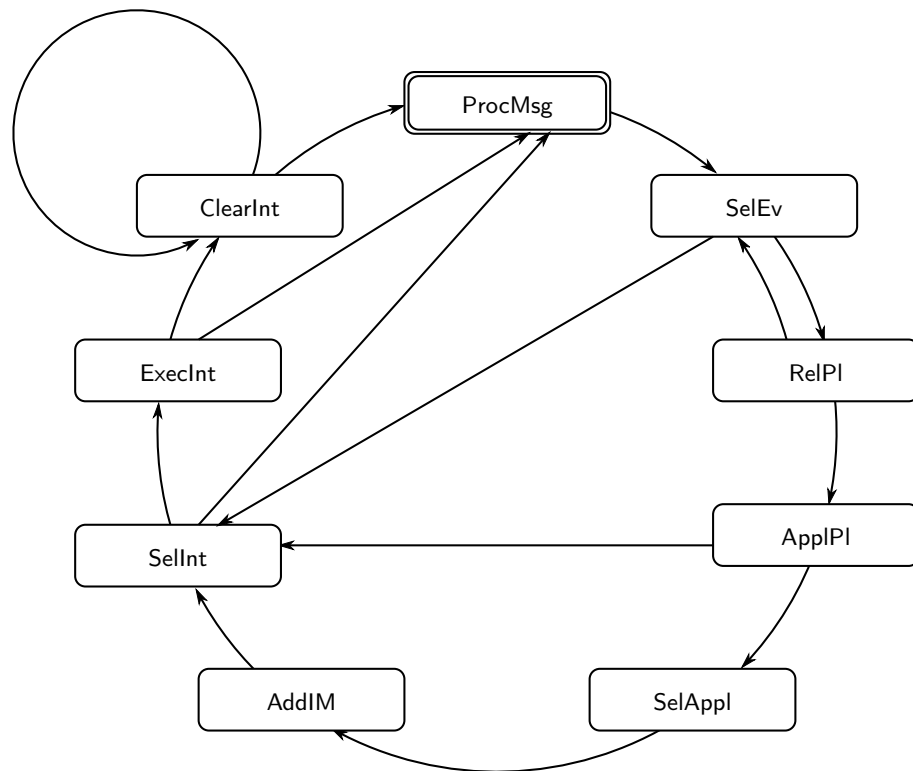 ProcMsg
ClearInt
SelEv
ExecInt
RelPl
SelInt
ApplPl
AddIM
SelAppl